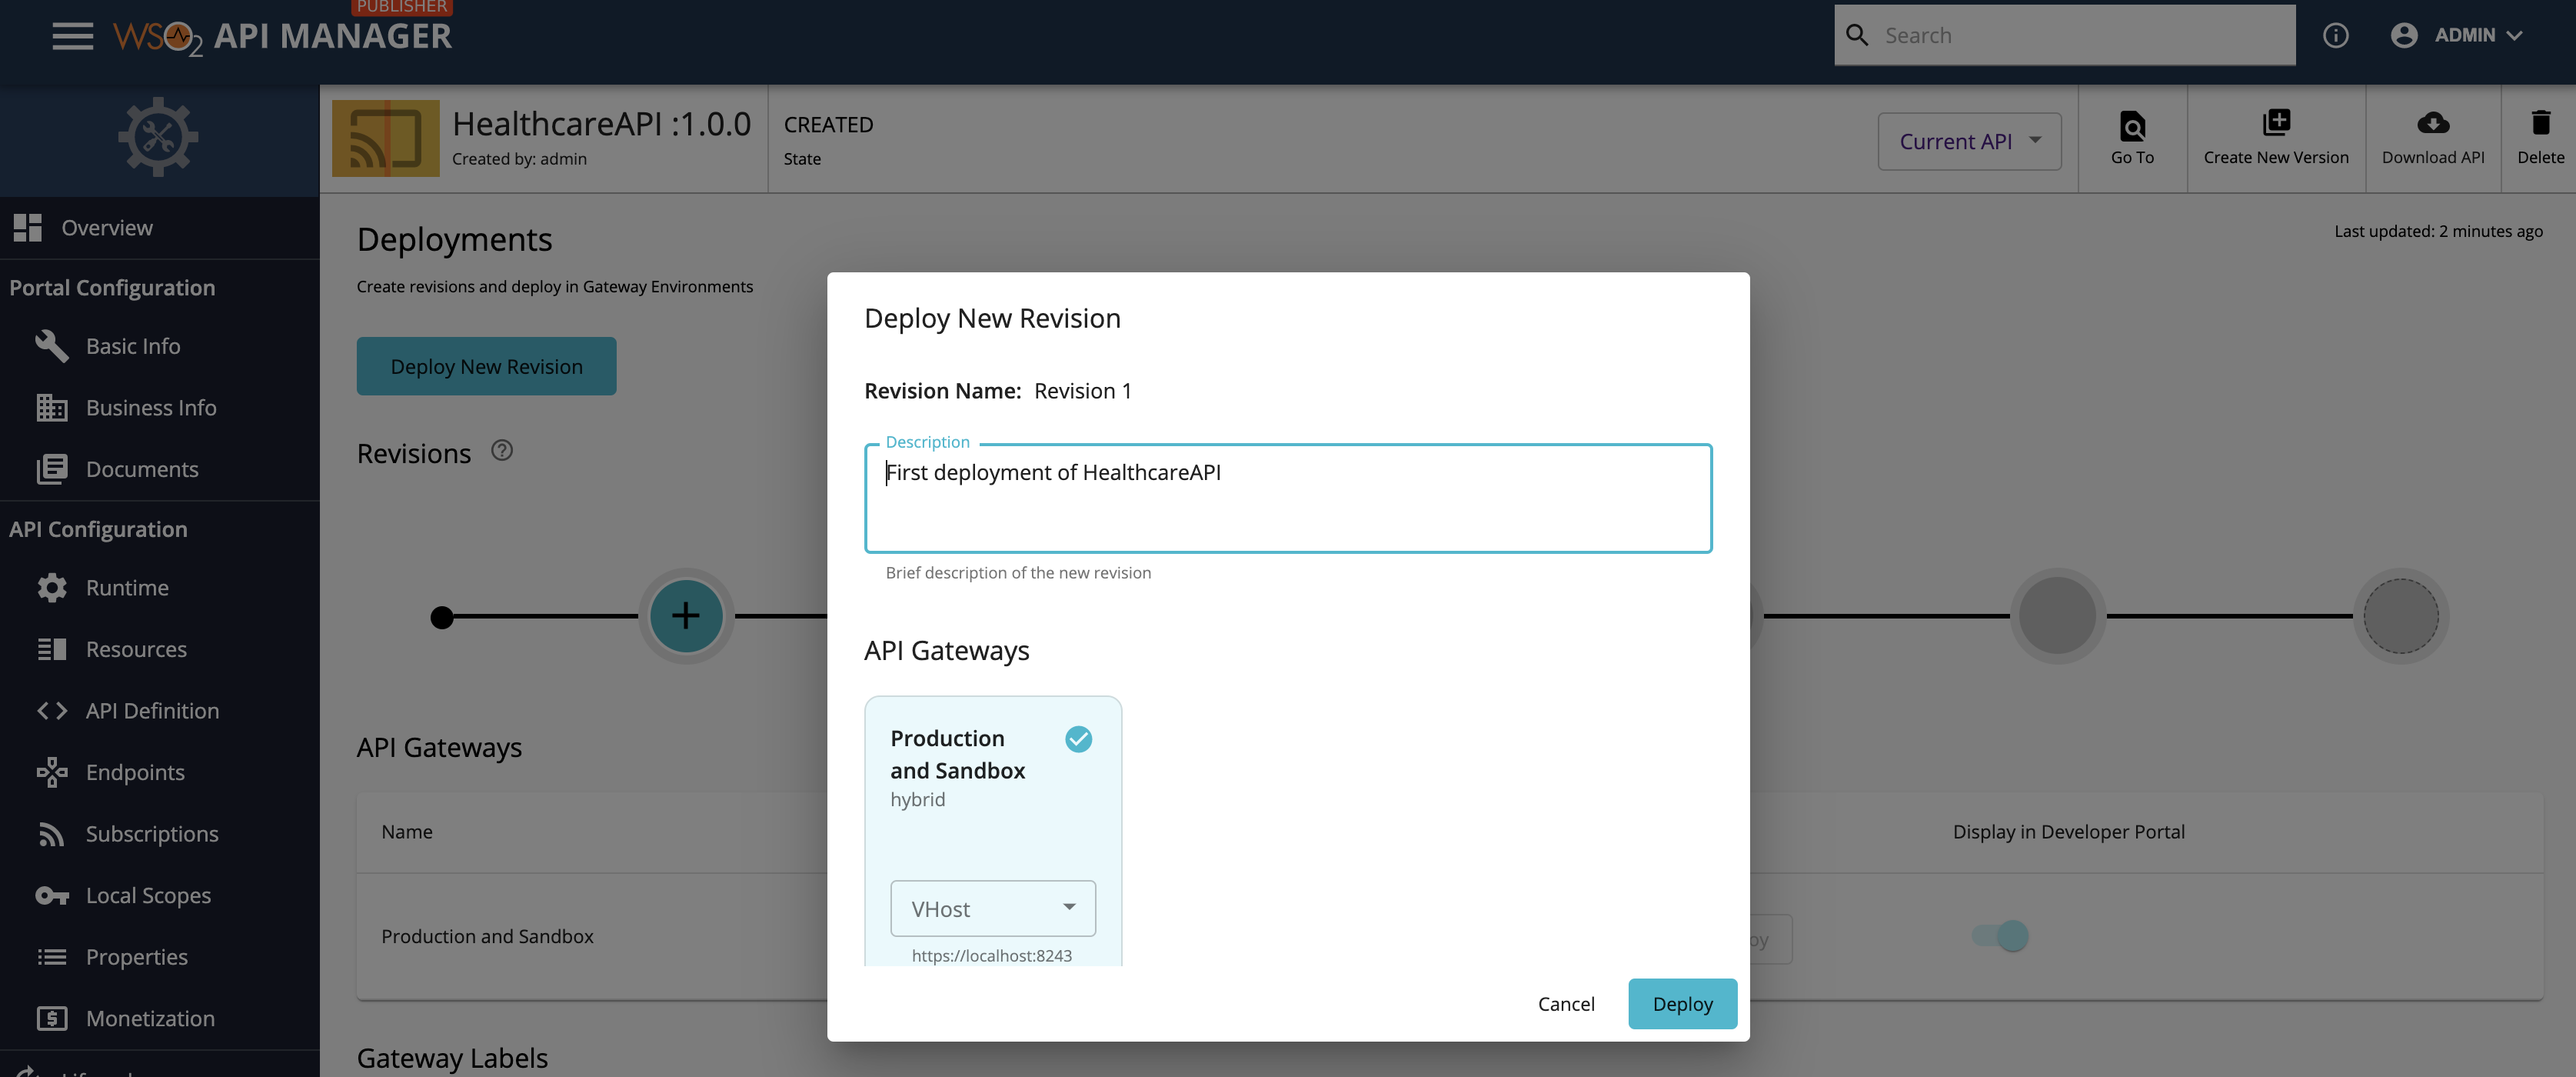 PUBLISHER
WSO2 API MANAGER
Search
ADMIN
HealthcareAPI :1.0.0
Created by: admin
CREATED
State
Current API
Go To
Create New Version
Download API
Delete
Overview
Portal Configuration
Basic Info
Business Info
Documents
API Configuration
Runtime
Resources
API Definition
Endpoints
Subscriptions
Local Scopes
Properties
Monetization
Deployments
Last updated: 2 minutes ago
Create revisions and deploy in Gateway Environments
Deploy New Revision
Revisions
API Gateways
Name
Display in Developer Portal
Production and Sandbox
Gateway Labels
Deploy New Revision
Revision Name: Revision 1
Description
First deployment of HealthcareAPI
Brief description of the new revision
API Gateways
Production
and Sandbox
hybrid
VHost
https://localhost:8243
Cancel
Deploy